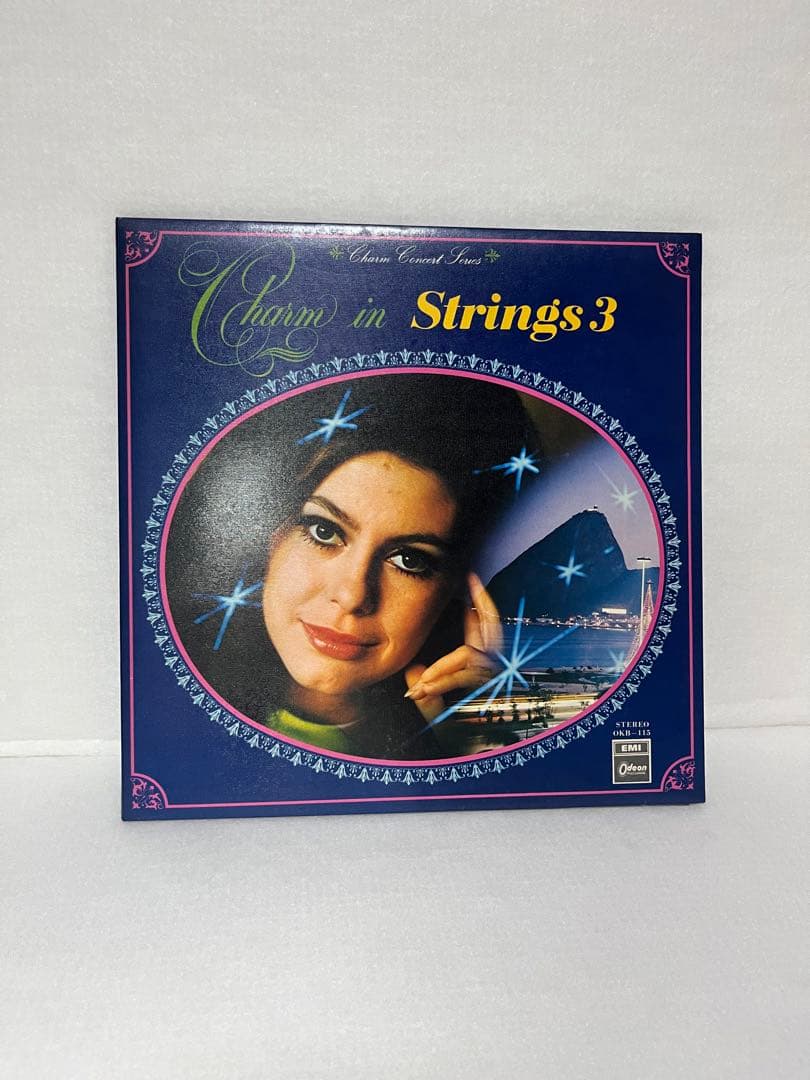 Charm Concert Series
Charm in Strings 3
STEREO
OKB-115
EMI
Odeon